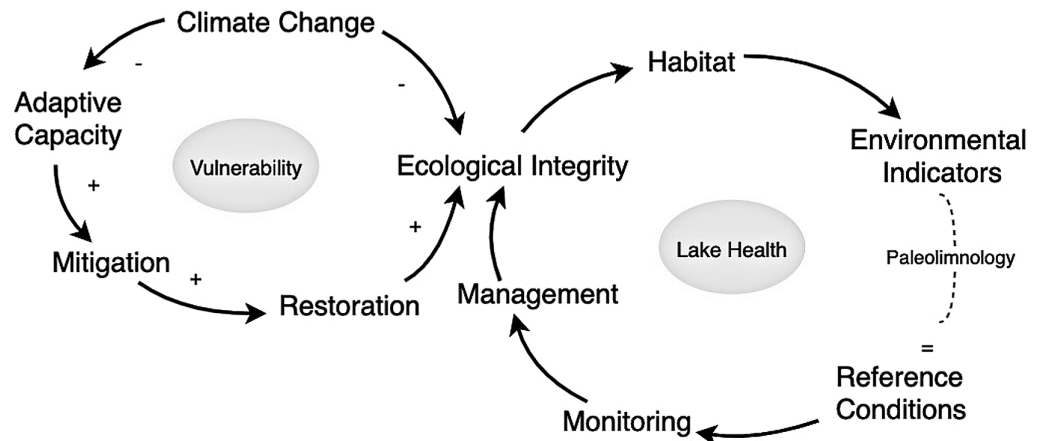 Climate Change
-
-
Habitat
Adaptive
Capacity
Vulnerability
Ecological Integrity
Environmental
Indicators
+
+
Lake Health
Paleolimnology
Mitigation
+
Restoration
Management
=
Reference
Conditions
Monitoring